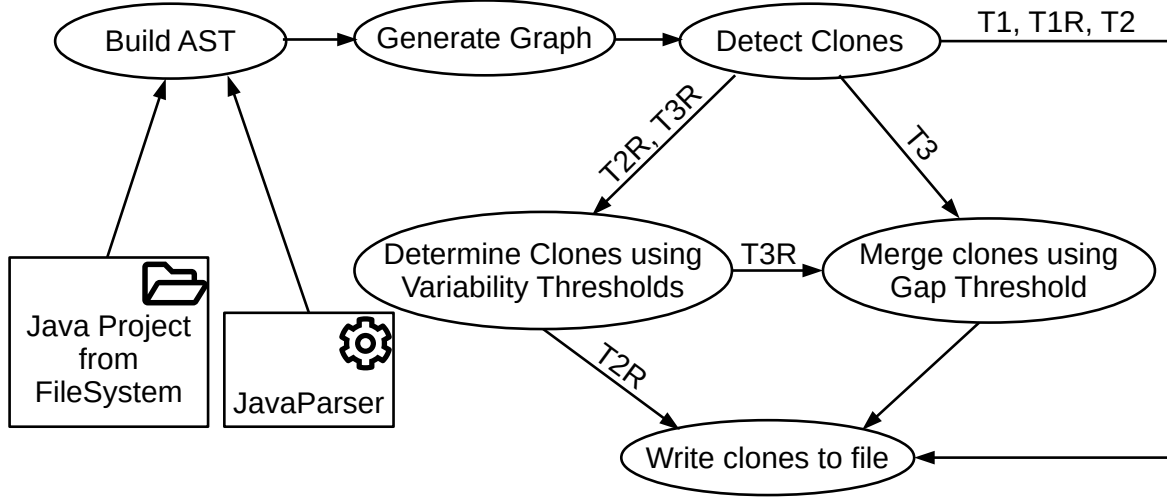 Build AST
Generate Graph
Detect Clones
T1, T1R, T2
T2R, T3R
T3
Determine Clones using
Variability Thresholds
T3R
Merge clones using
Gap Threshold
Java Project
from
FileSystem
JavaParser
T2R
Write clones to file